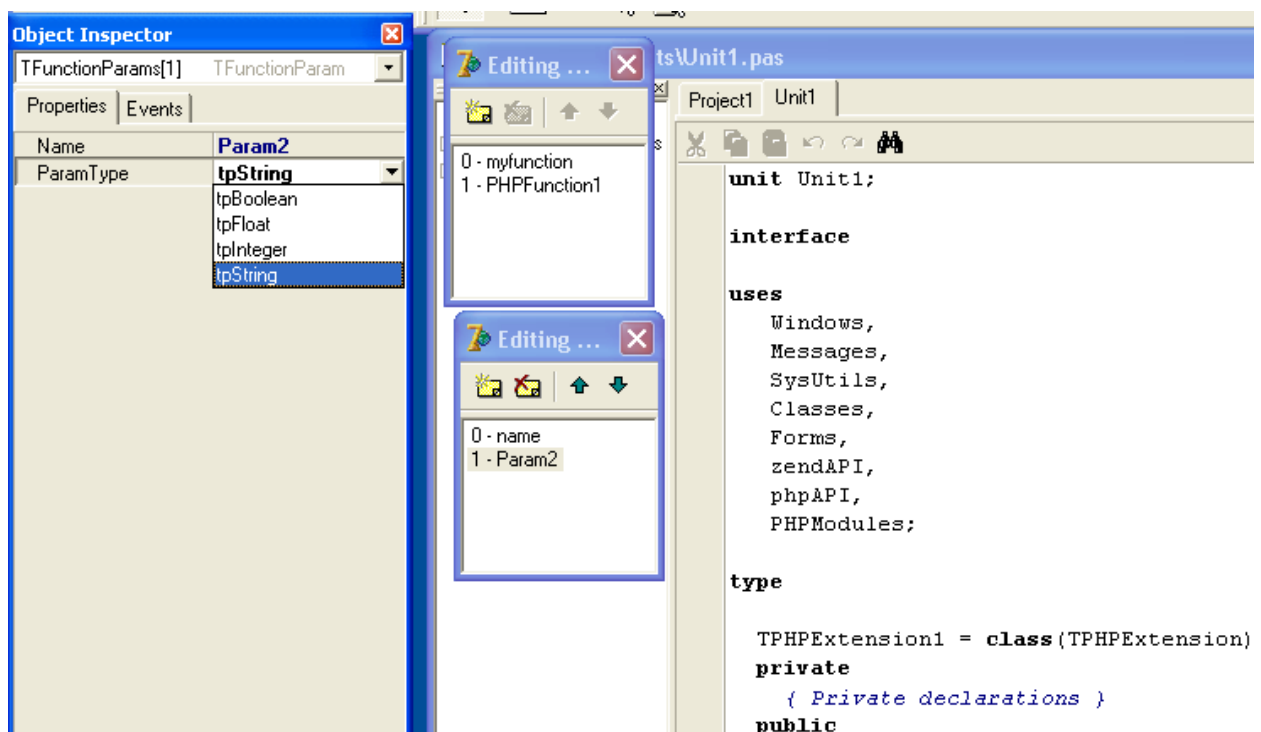 Object Inspector
TFunctionParams[1] TFunctionParam
Properties Events
Name Param2
ParamType tpString
tpBoolean
tpFloat
tpInteger
tpString
Editing ...
0 - myfunction
1 - PHPFunction1
Editing ...
0 - name
1 - Param2
ts\Unit1.pas
Project1 Unit1
s
unit Unit1;
interface
uses
Windows,
Messages,
SysUtils,
Classes,
Forms,
zendAPI,
phpAPI,
PHPModules;
type
TPHPExtension1 = class(TPHPExtension)
private
{ Private declarations }
public